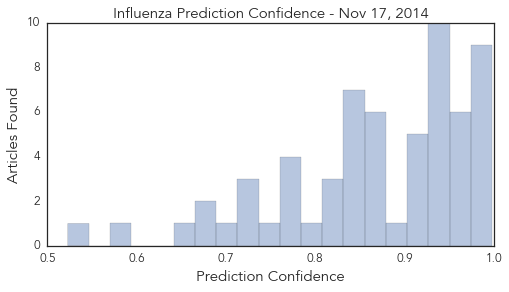 Influenza Prediction Confidence - Nov 17, 2014
Articles Found
10
8
6
4
2
0
0.5 0.6 0.7 0.8 0.9 1.0
Prediction Confidence